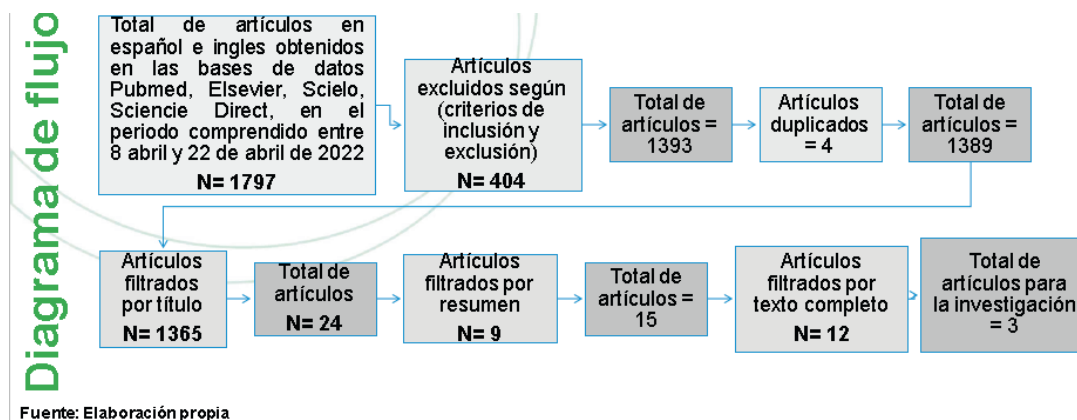 Diagrama de flujo
Total de artículos en
español e ingles obtenidos
en las bases de datos
Pubmed, Elsevier, Scielo,
Sciencie Direct, en el
periodo comprendido entre
8 abril y 22 de abril de 2022
N= 1797
Artículos
excluidos según
(criterios de
inclusión y
exclusión)
N= 404
Total de
artículos =
1393
Artículos
duplicados
= 4
Total de
artículos =
1389
Artículos
filtrados
por título
N= 1365
Total de
artículos
N= 24
Artículos
filtrados por
resumen
N= 9
Total de
artículos =
15
Artículos
filtrados por
texto completo
N= 12
Total de
artículos para
la investigación
= 3
Fuente: Elaboración propia